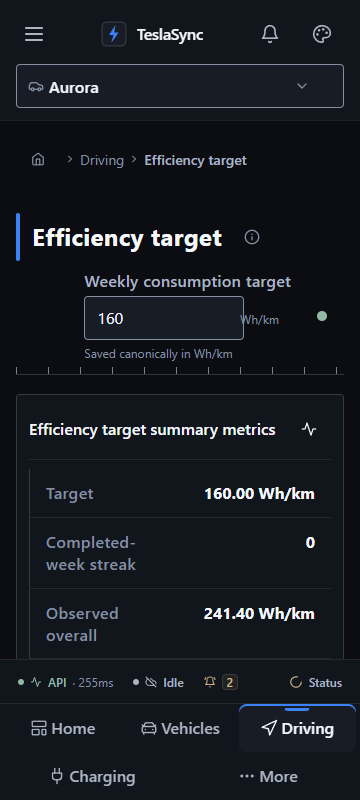 TeslaSync
Aurora
Driving
Efficiency target
Efficiency target
Weekly consumption target
160
Wh/km
Saved canonically in Wh/km
Efficiency target summary metrics
Target
160.00 Wh/km
Completed-
week streak
0
Observed
overall
241.40 Wh/km
API · 255ms
Idle
2
Status
Home
Vehicles
Driving
Charging
More